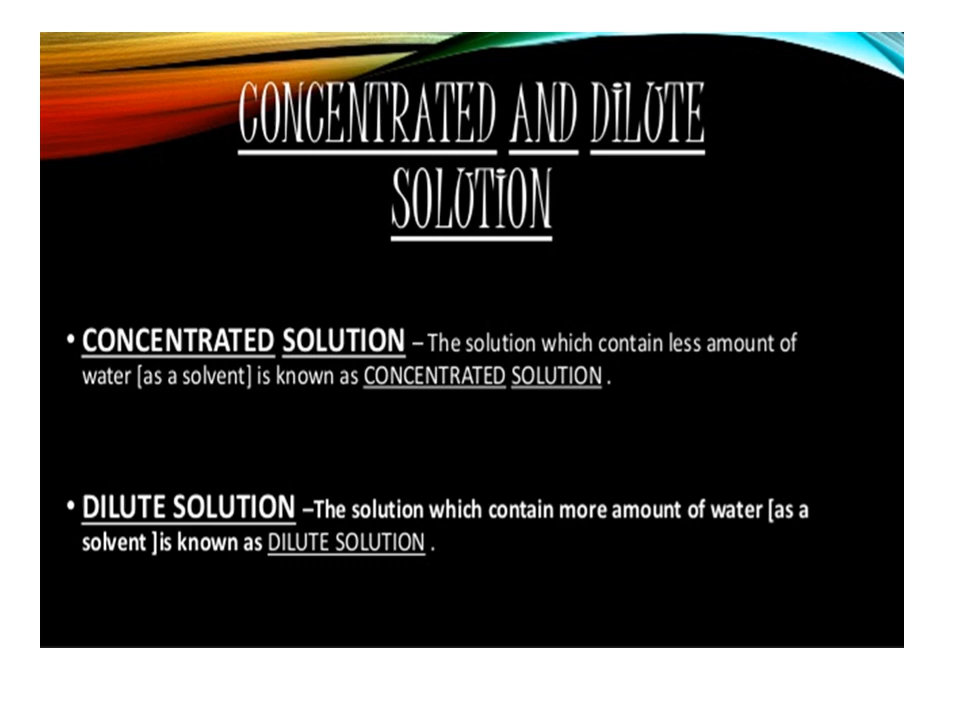 CONCENTRATED AND DiLUTE
SOLUTiON
• CONCENTRATED SOLUTION – The solution which contain less amount of
water [as a solvent] is known as CONCENTRATED SOLUTION .
• DILUTE SOLUTION –The solution which contain more amount of water [as a
solvent ]is known as DILUTE SOLUTION .